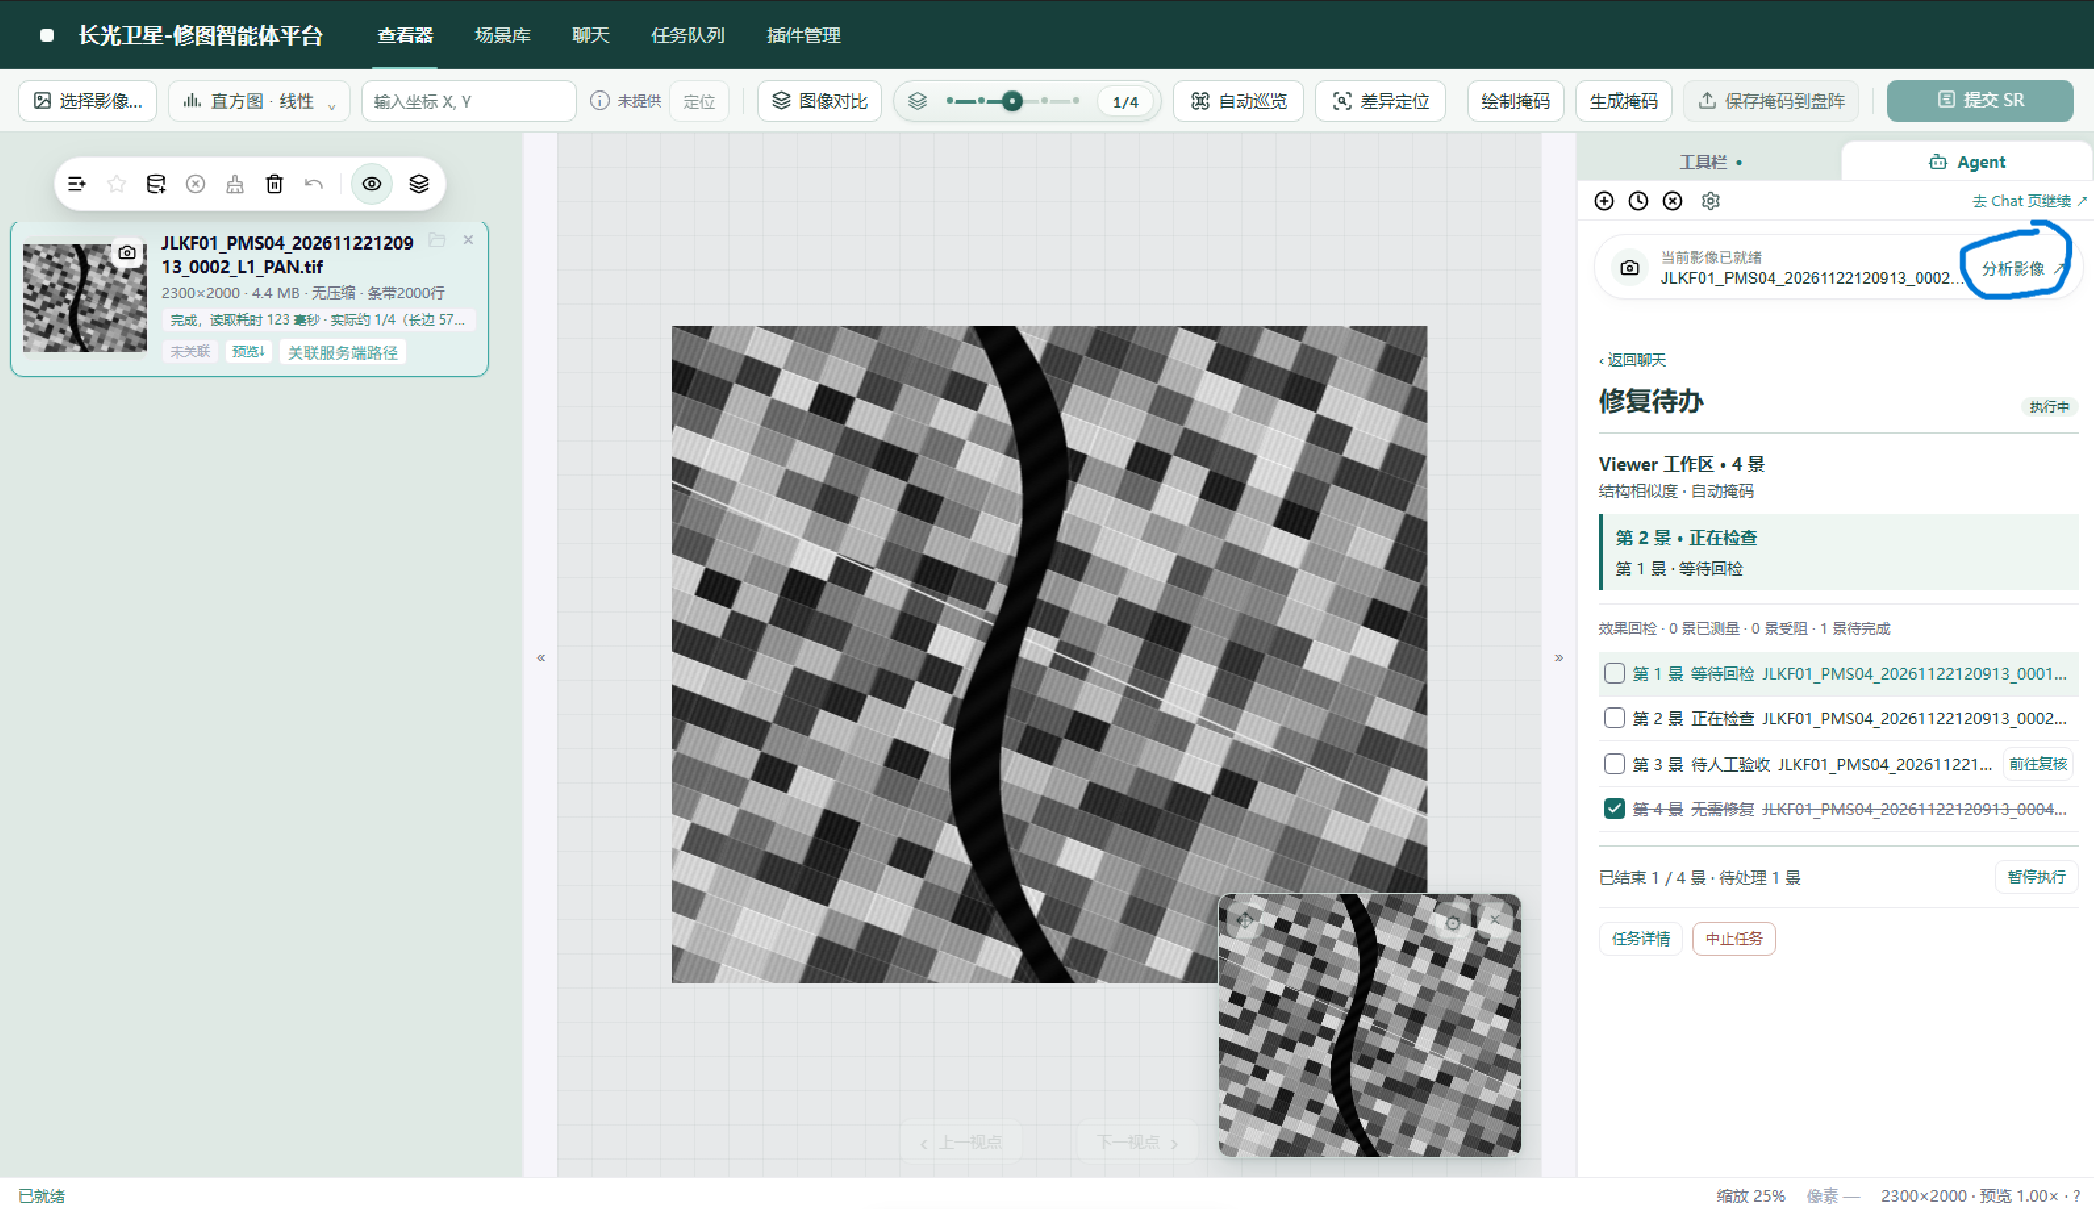 长光卫星-修图智能体平台 查看器 场景库 聊天 任务队列 插件管理
选择影像... 直方图 · 线性 输入坐标 X, Y 未提供 定位 图像对比 1/4 自动巡览 差异定位 绘制掩码 生成掩码 保存掩码到盘阵 提交 SR
工具栏 • Agent
去 Chat 页继续 ↗
JLKF01_PMS04_202611221209
13_0002_L1_PAN.tif
2300×2000 · 4.4 MB · 无压缩 · 条带2000行
完成，读取耗时 123 毫秒 · 实际约 1/4（长边 57...
未关联 预览↓ 关联服务端路径
当前影像已就绪
JLKF01_PMS04_20261122120913_0002... 分析影像 ↗
‹ 返回聊天
修复待办 执行中
Viewer 工作区 • 4 景
结构相似度 · 自动掩码
第 2 景 • 正在检查
第 1 景 · 等待回检
效果回检 · 0 景已测量 · 0 景受阻 · 1 景待完成
第 1 景 等待回检 JLKF01_PMS04_20261122120913_0001...
第 2 景 正在检查 JLKF01_PMS04_20261122120913_0002...
第 3 景 待人工验收 JLKF01_PMS04_202611221... 前往复核
第 4 景 无需修复 JLKF01_PMS04_20261122120913_0004...
已结束 1 / 4 景 · 待处理 1 景 暂停执行
任务详情 中止任务
« »
‹ 上一视点 下一视点 ›
已就绪 缩放 25% 像素 — 2300×2000 · 预览 1.00× · ?